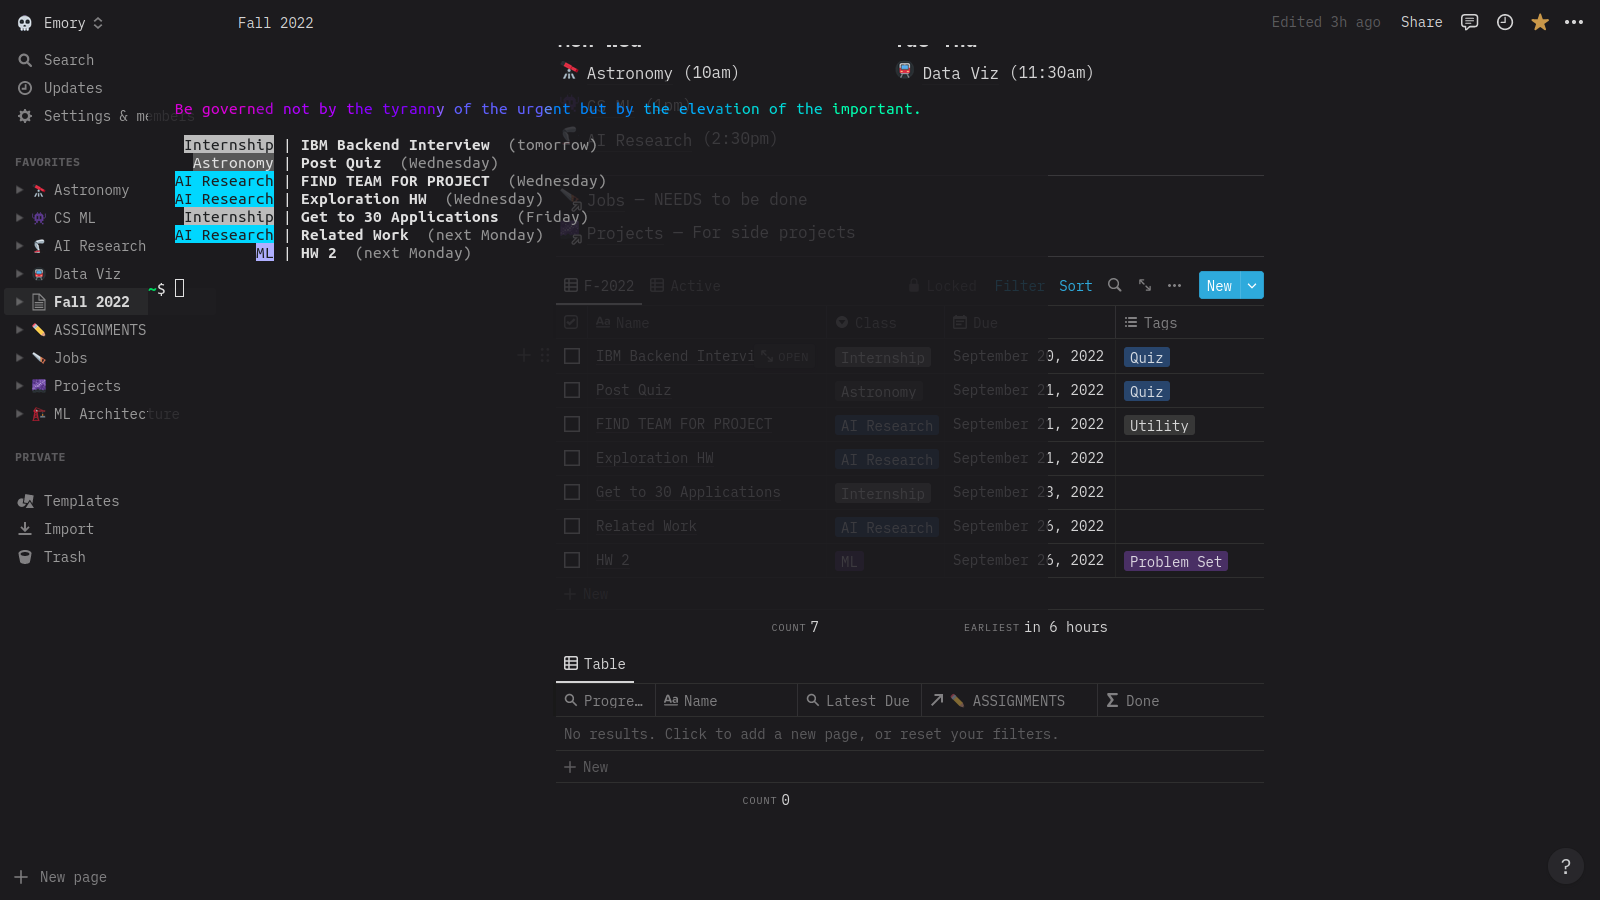 Emory
Fall 2022
Edited 3h ago
Share
Search
Updates
Settings & members
FAVORITES
Astronomy
CS ML
AI Research
Data Viz
Fall 2022
ASSIGNMENTS
Jobs
Projects
ML Architecture
PRIVATE
Templates
Import
Trash
New page
Mon Wed
Tue Thu
Astronomy (10am)
Data Viz (11:30am)
CS ML (1pm)
AI Research (2:30pm)
Jobs — NEEDS to be done
Projects — For side projects
Be governed not by the tyranny of the urgent but by the elevation of the important.
Internship | IBM Backend Interview (tomorrow)
Astronomy | Post Quiz (Wednesday)
AI Research | FIND TEAM FOR PROJECT (Wednesday)
AI Research | Exploration HW (Wednesday)
Internship | Get to 30 Applications (Friday)
AI Research | Related Work (next Monday)
ML | HW 2 (next Monday)
~$
F-2022 Active Locked Filter Sort New
Aa Name Class Due Tags
IBM Backend Intervi OPEN Internship September 20, 2022 Quiz
Post Quiz Astronomy September 21, 2022 Quiz
FIND TEAM FOR PROJECT AI Research September 21, 2022 Utility
Exploration HW AI Research September 21, 2022
Get to 30 Applications Internship September 23, 2022
Related Work AI Research September 26, 2022
HW 2 ML September 26, 2022 Problem Set
+ New
COUNT 7 EARLIEST in 6 hours
Table
Progre… Aa Name Latest Due ASSIGNMENTS Σ Done
No results. Click to add a new page, or reset your filters.
+ New
COUNT 0
?